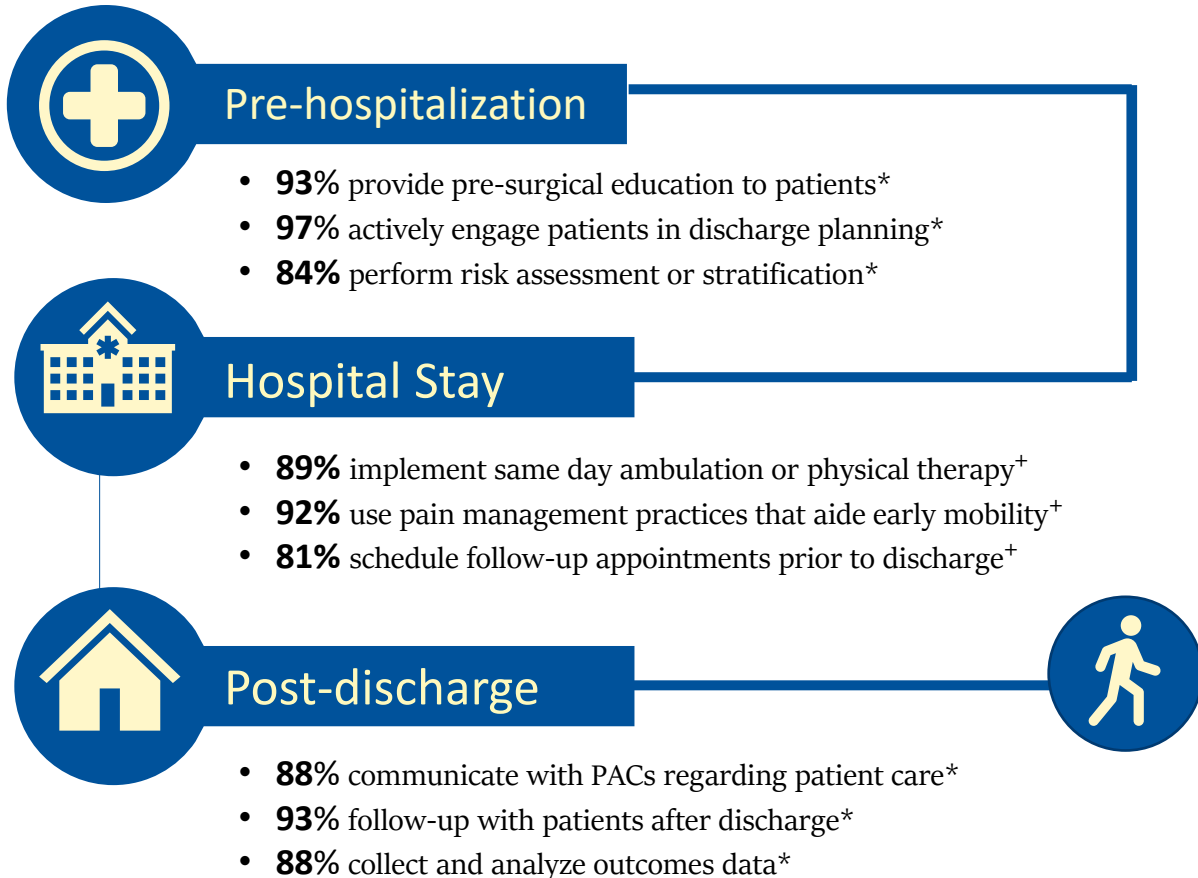 Pre-hospitalization
• 93% provide pre-surgical education to patients*
• 97% actively engage patients in discharge planning*
• 84% perform risk assessment or stratification*
Hospital Stay
• 89% implement same day ambulation or physical therapy+
• 92% use pain management practices that aide early mobility+
• 81% schedule follow-up appointments prior to discharge+
Post-discharge
• 88% communicate with PACs regarding patient care*
• 93% follow-up with patients after discharge*
• 88% collect and analyze outcomes data*